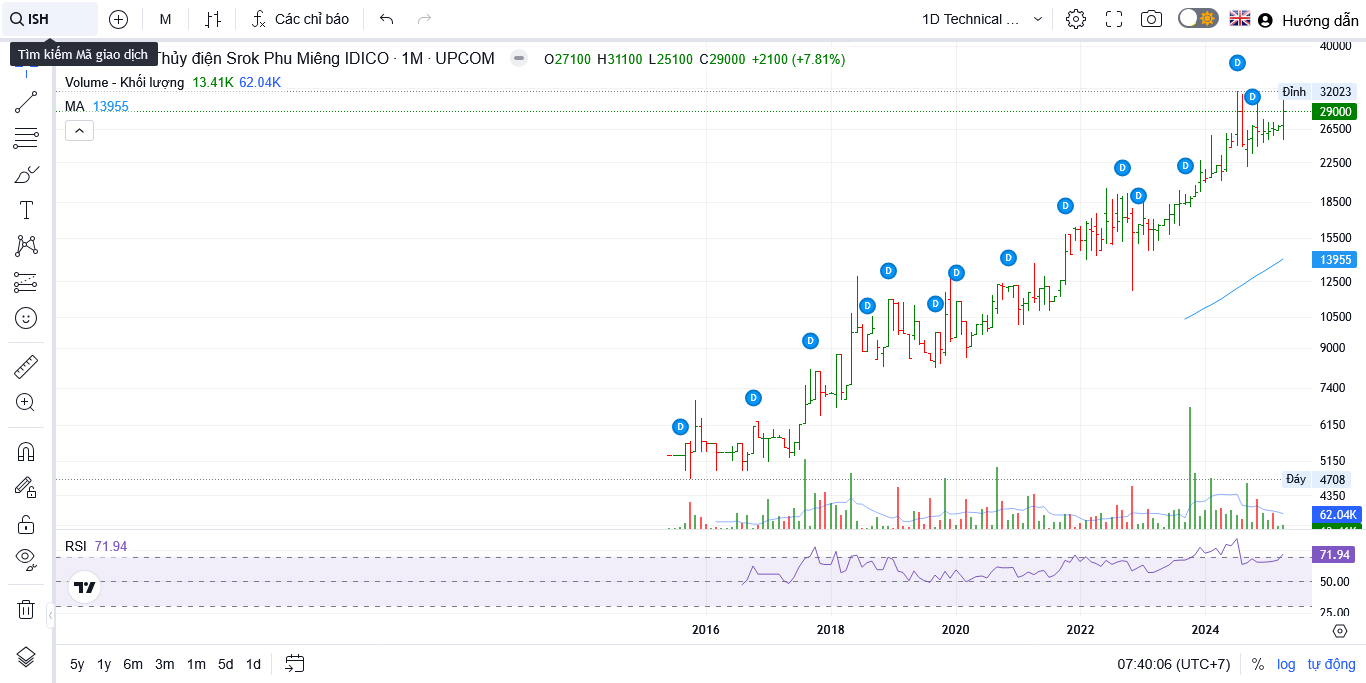 ISH
M
Các chỉ báo
1D Technical ...
Hướng dẫn
Tìm kiếm Mã giao dịch
Thủy điện Srok Phu Miêng IDICO · 1M · UPCOM
O27100 H31100 L25100 C29000 +2100 (+7.81%)
Volume - Khối lượng 13.41K 62.04K
MA 13955
40000
Đỉnh 32023
29000
26500
22500
18500
15500
13955
12500
10500
9000
7400
6150
5150
Đáy 4708
4350
62.04K
D
D
D
D
D
D
D
D
D
D
D
D
D
D
RSI 71.94
71.94
50.00
25.00
2016 2018 2020 2022 2024
5y 1y 6m 3m 1m 5d 1d
07:40:06 (UTC+7) % log tự động